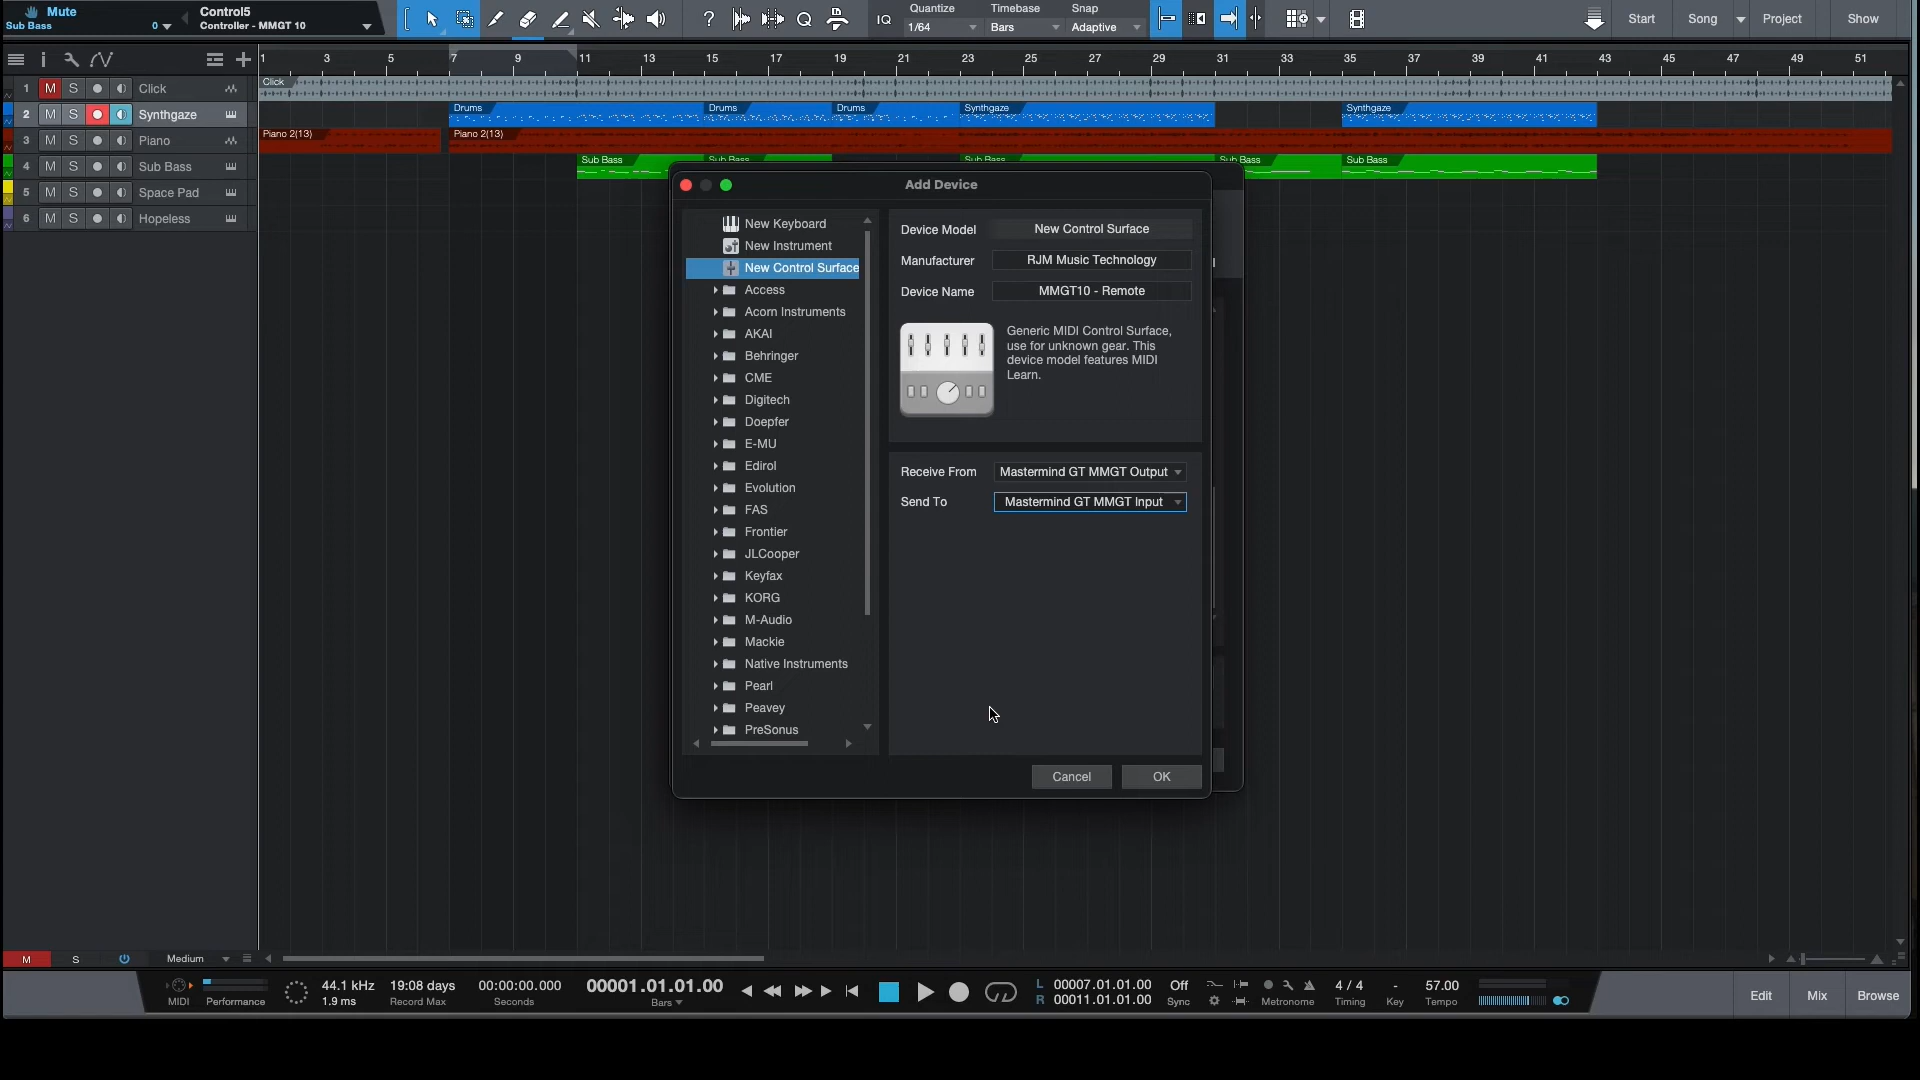 Mute
Sub Bass 0
Control5
Controller - MMGT 10
IQ
Quantize
1/64
Timebase
Bars
Snap
Adaptive
Start
Song
Project
Show
1 3 5 7 9 11 13 15 17 19 21 23 25 27 29 31 33 35 37 39 41 43 45 47 49 51
1 M S Click
2 M S Synthgaze
3 M S Piano
4 M S Sub Bass
5 M S Space Pad
6 M S Hopeless
Click
Drums Drums Drums Synthgaze Synthgaze
Piano 2(13) Piano 2(13)
Sub Bass Sub Bass Sub Bass Sub Bass Sub Bass
Add Device
New Keyboard
New Instrument
New Control Surface
Access
Acorn Instruments
AKAI
Behringer
CME
Digitech
Doepfer
E-MU
Edirol
Evolution
FAS
Frontier
JLCooper
Keyfax
KORG
M-Audio
Mackie
Native Instruments
Pearl
Peavey
PreSonus
Device Model New Control Surface
Manufacturer RJM Music Technology
Device Name MMGT10 - Remote
Generic MIDI Control Surface,
use for unknown gear. This
device model features MIDI
Learn.
Receive From Mastermind GT MMGT Output
Send To Mastermind GT MMGT Input
Cancel OK
M S Medium
MIDI
Performance
44.1 kHz
1.9 ms
19:08 days
Record Max
00:00:00.000
Seconds
00001.01.01.00
Bars
L 00007.01.01.00
R 00011.01.01.00
Off
Sync
Metronome
4 / 4
Timing
-
Key
57.00
Tempo
Edit
Mix
Browse